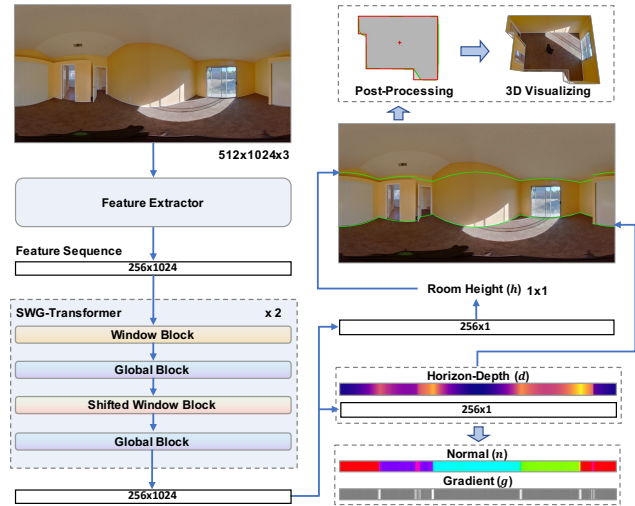 512x1024x3
Feature Extractor
Feature Sequence
256x1024
SWG-Transformer x 2
Window Block
Global Block
Shifted Window Block
Global Block
256x1024
Post-Processing
3D Visualizing
Room Height (h) 1x1
256x1
Horizon-Depth (d)
256x1
Normal (n)
Gradient (g)